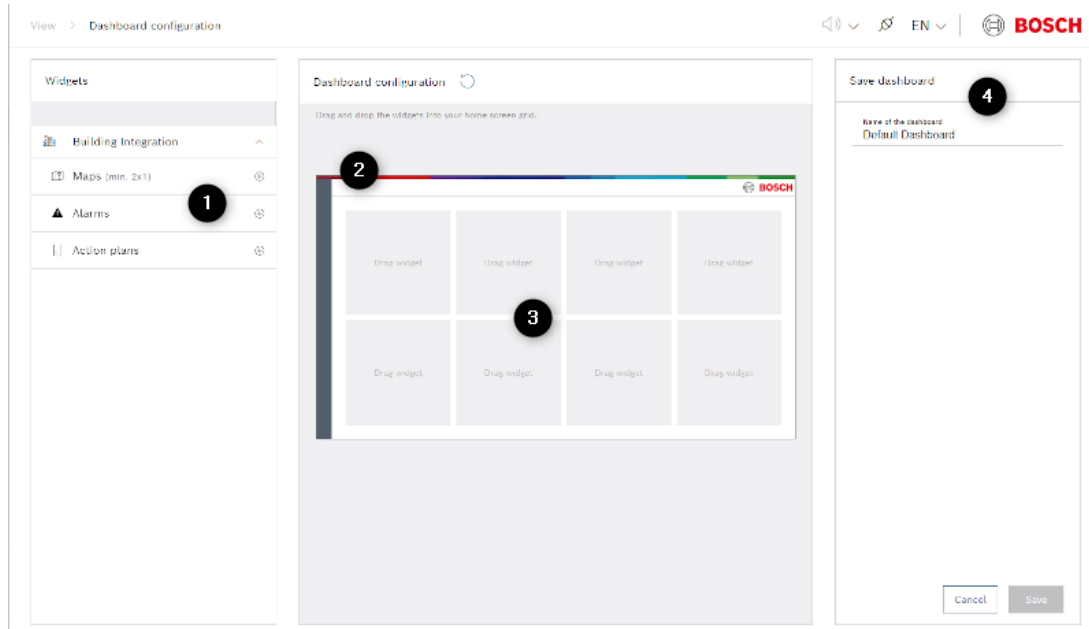 View > Dashboard configuration
EN
BOSCH
Widgets
Building Integration
Maps (min. 2x1)
1
Alarms
Action plans
Dashboard configuration
Drag and drop the widgets into your home screen grid.
2
BOSCH
Drag widget Drag widget Drag widget Drag widget
3
Drag widget Drag widget Drag widget Drag widget
Save dashboard
4
Name of the dashboard
Default Dashboard
Cancel Save